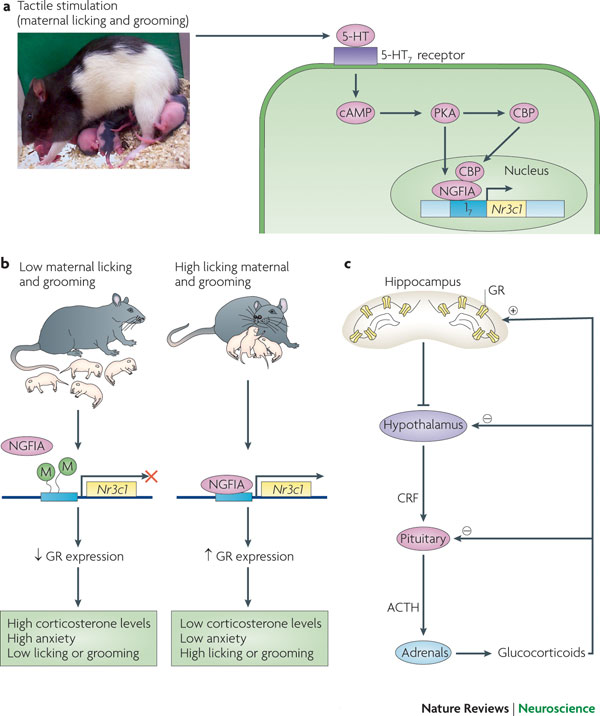 a Tactile stimulation
(maternal licking and grooming)
5-HT
5-HT7 receptor
cAMP
PKA
CBP
CBP
Nucleus
NGFIA
17
Nr3c1
b Low maternal licking
and grooming
High licking maternal
and grooming
NGFIA
M
M
Nr3c1
NGFIA
Nr3c1
↓ GR expression
↑ GR expression
High corticosterone levels
High anxiety
Low licking or grooming
Low corticosterone levels
Low anxiety
High licking or grooming
c
Hippocampus
GR
+
Hypothalamus
−
CRF
Pituitary
−
ACTH
Adrenals
Glucocorticoids
Nature Reviews | Neuroscience